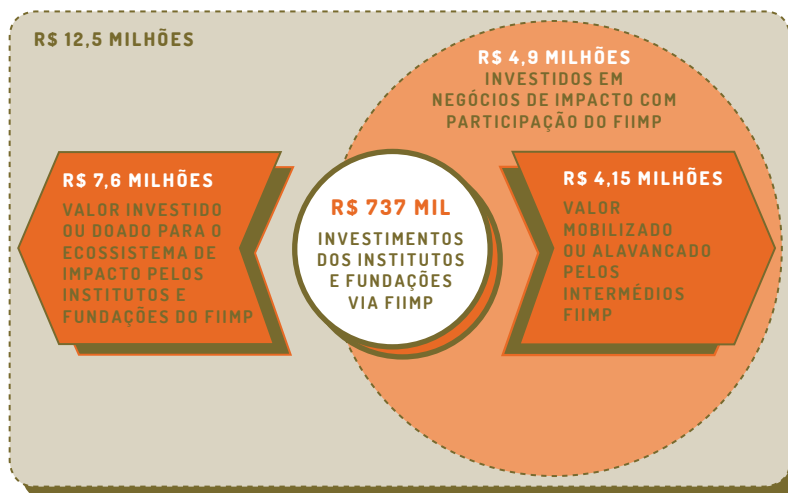 R$ 12,5 MILHÕES
R$ 4,9 MILHÕES
INVESTIDOS EM
NEGÓCIOS DE IMPACTO COM
PARTICIPAÇÃO DO FIIMP
R$ 7,6 MILHÕES
VALOR INVESTIDO
OU DOADO PARA O
ECOSSISTEMA DE
IMPACTO PELOS
INSTITUTOS E
FUNDAÇÕES DO FIIMP
R$ 737 MIL
INVESTIMENTOS
DOS INSTITUTOS
E FUNDAÇÕES
VIA FIIMP
R$ 4,15 MILHÕES
VALOR
MOBILIZADO
OU ALAVANCADO
PELOS
INTERMÉDIOS
FIIMP